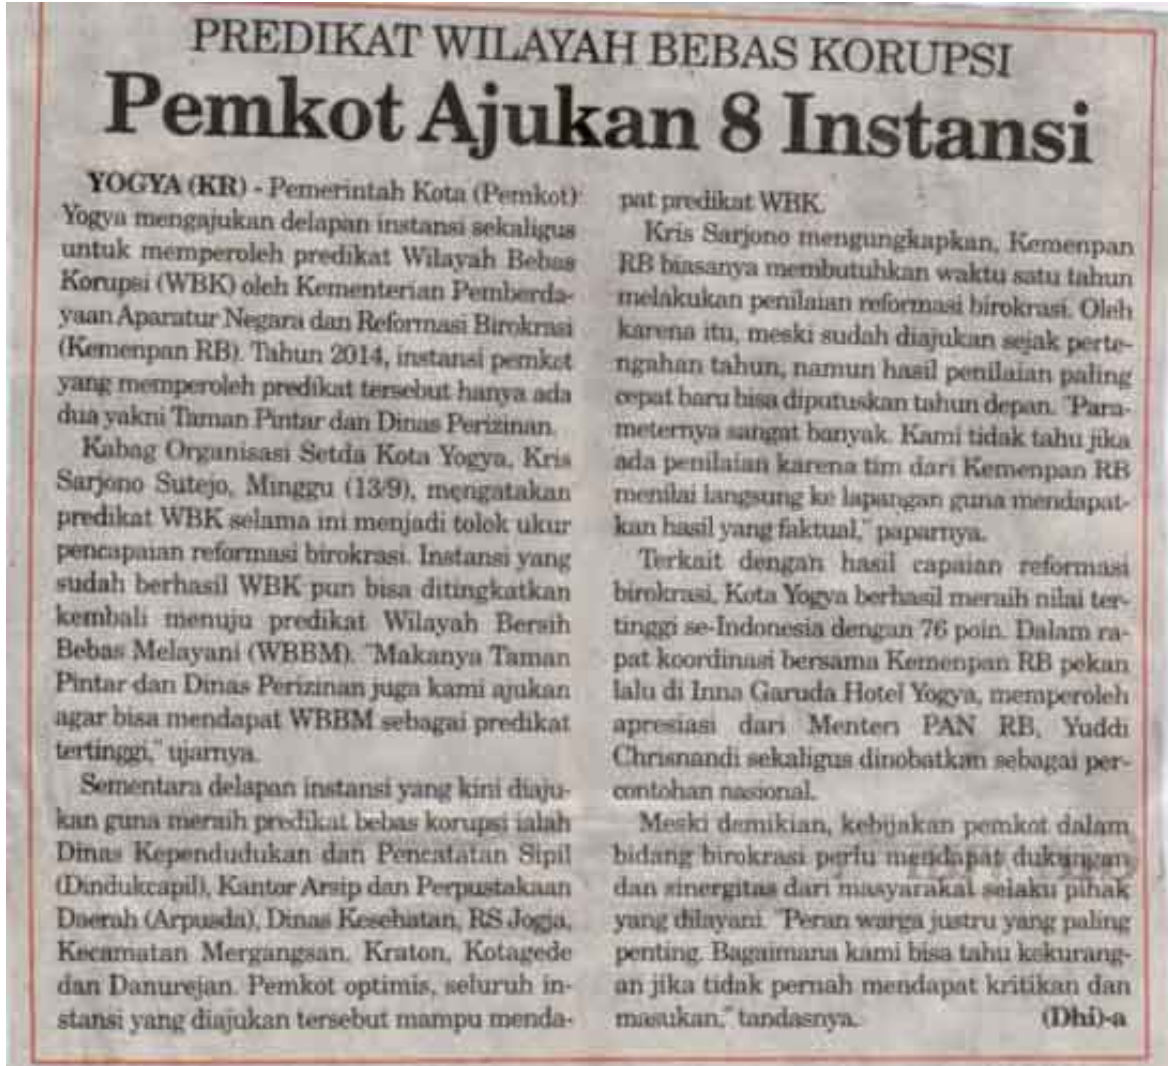 PREDIKAT WILAYAH BEBAS KORUPSI
Pemkot Ajukan 8 Instansi
YOGYA (KR) - Pemerintah Kota (Pemkot)
Yogya mengajukan delapan instansi sekaligus
untuk memperoleh predikat Wilayah Bebas
Korupsi (WBK) oleh Kementerian Pemberda-
yaan Aparatur Negara dan Reformasi Birokrasi
(Kemenpan RB). Tahun 2014, instansi pemkot
yang memperoleh predikat tersebut hanya ada
dua yakni Taman Pintar dan Dinas Perizinan.
Kabag Organisasi Setda Kota Yogya, Kris
Sarjono Sutejo, Minggu (13/9), mengatakan
predikat WBK selama ini menjadi tolok ukur
pencapaian reformasi birokrasi. Instansi yang
sudah berhasil WBK pun bisa ditingkatkan
kembali menuju predikat Wilayah Bersih
Bebas Melayani (WBBM). "Makanya Taman
Pintar dan Dinas Perizinan juga kami ajukan
agar bisa mendapat WBBM sebagai predikat
tertinggi," ujarnya.
Sementara delapan instansi yang kini diaju-
kan guna meraih predikat bebas korupsi ialah
Dinas Kependudukan dan Pencatatan Sipil
(Dindukcapil), Kantor Arsip dan Perpustakaan
Daerah (Arpusda), Dinas Kesehatan, RS Jogja,
Kecamatan Mergangsan, Kraton, Kotagede
dan Danurejan. Pemkot optimis, seluruh in-
stansi yang diajukan tersebut mampu menda-
pat predikat WBK.
Kris Sarjono mengungkapkan, Kemenpan
RB biasanya membutuhkan waktu satu tahun
melakukan penilaian reformasi birokrasi. Oleh
karena itu, meski sudah diajukan sejak perte-
ngahan tahun, namun hasil penilaian paling
cepat baru bisa diputuskan tahun depan. "Para-
meternya sangat banyak. Kami tidak tahu jika
ada penilaian karena tim dari Kemenpan RB
menilai langsung ke lapangan guna mendapat-
kan hasil yang faktual," paparnya.
Terkait dengan hasil capaian reformasi
birokrasi, Kota Yogya berhasil meraih nilai ter-
tinggi se-Indonesia dengan 76 poin. Dalam ra-
pat koordinasi bersama Kemenpan RB pekan
lalu di Inna Garuda Hotel Yogya, memperoleh
apresiasi dari Menteri PAN RB, Yuddi
Chrisnandi sekaligus dinobatkan sebagai per-
contohan nasional.
Meski demikian, kebijakan pemkot dalam
bidang birokrasi perlu mendapat dukungan
dan sinergitas dari masyarakat selaku pihak
yang dilayani. "Peran warga justru yang paling
penting. Bagaimana kami bisa tahu kekurang-
an jika tidak pernah mendapat kritikan dan
masukan," tandasnya. (Dhi)-a